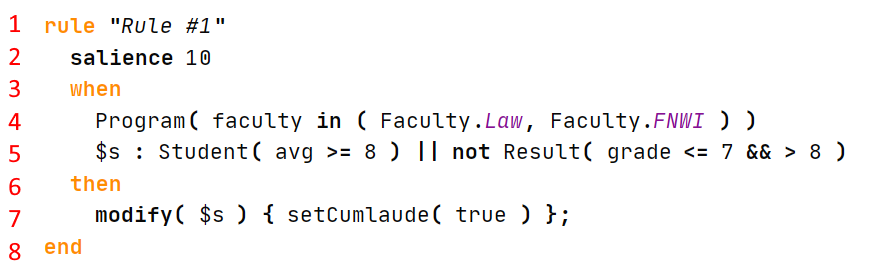 1 rule "Rule #1"
2 salience 10
3 when
4 Program( faculty in ( Faculty.Law, Faculty.FNWI ) )
5 $s : Student( avg >= 8 ) || not Result( grade <= 7 && > 8 )
6 then
7 modify( $s ) { setCumlaude( true ) };
8 end